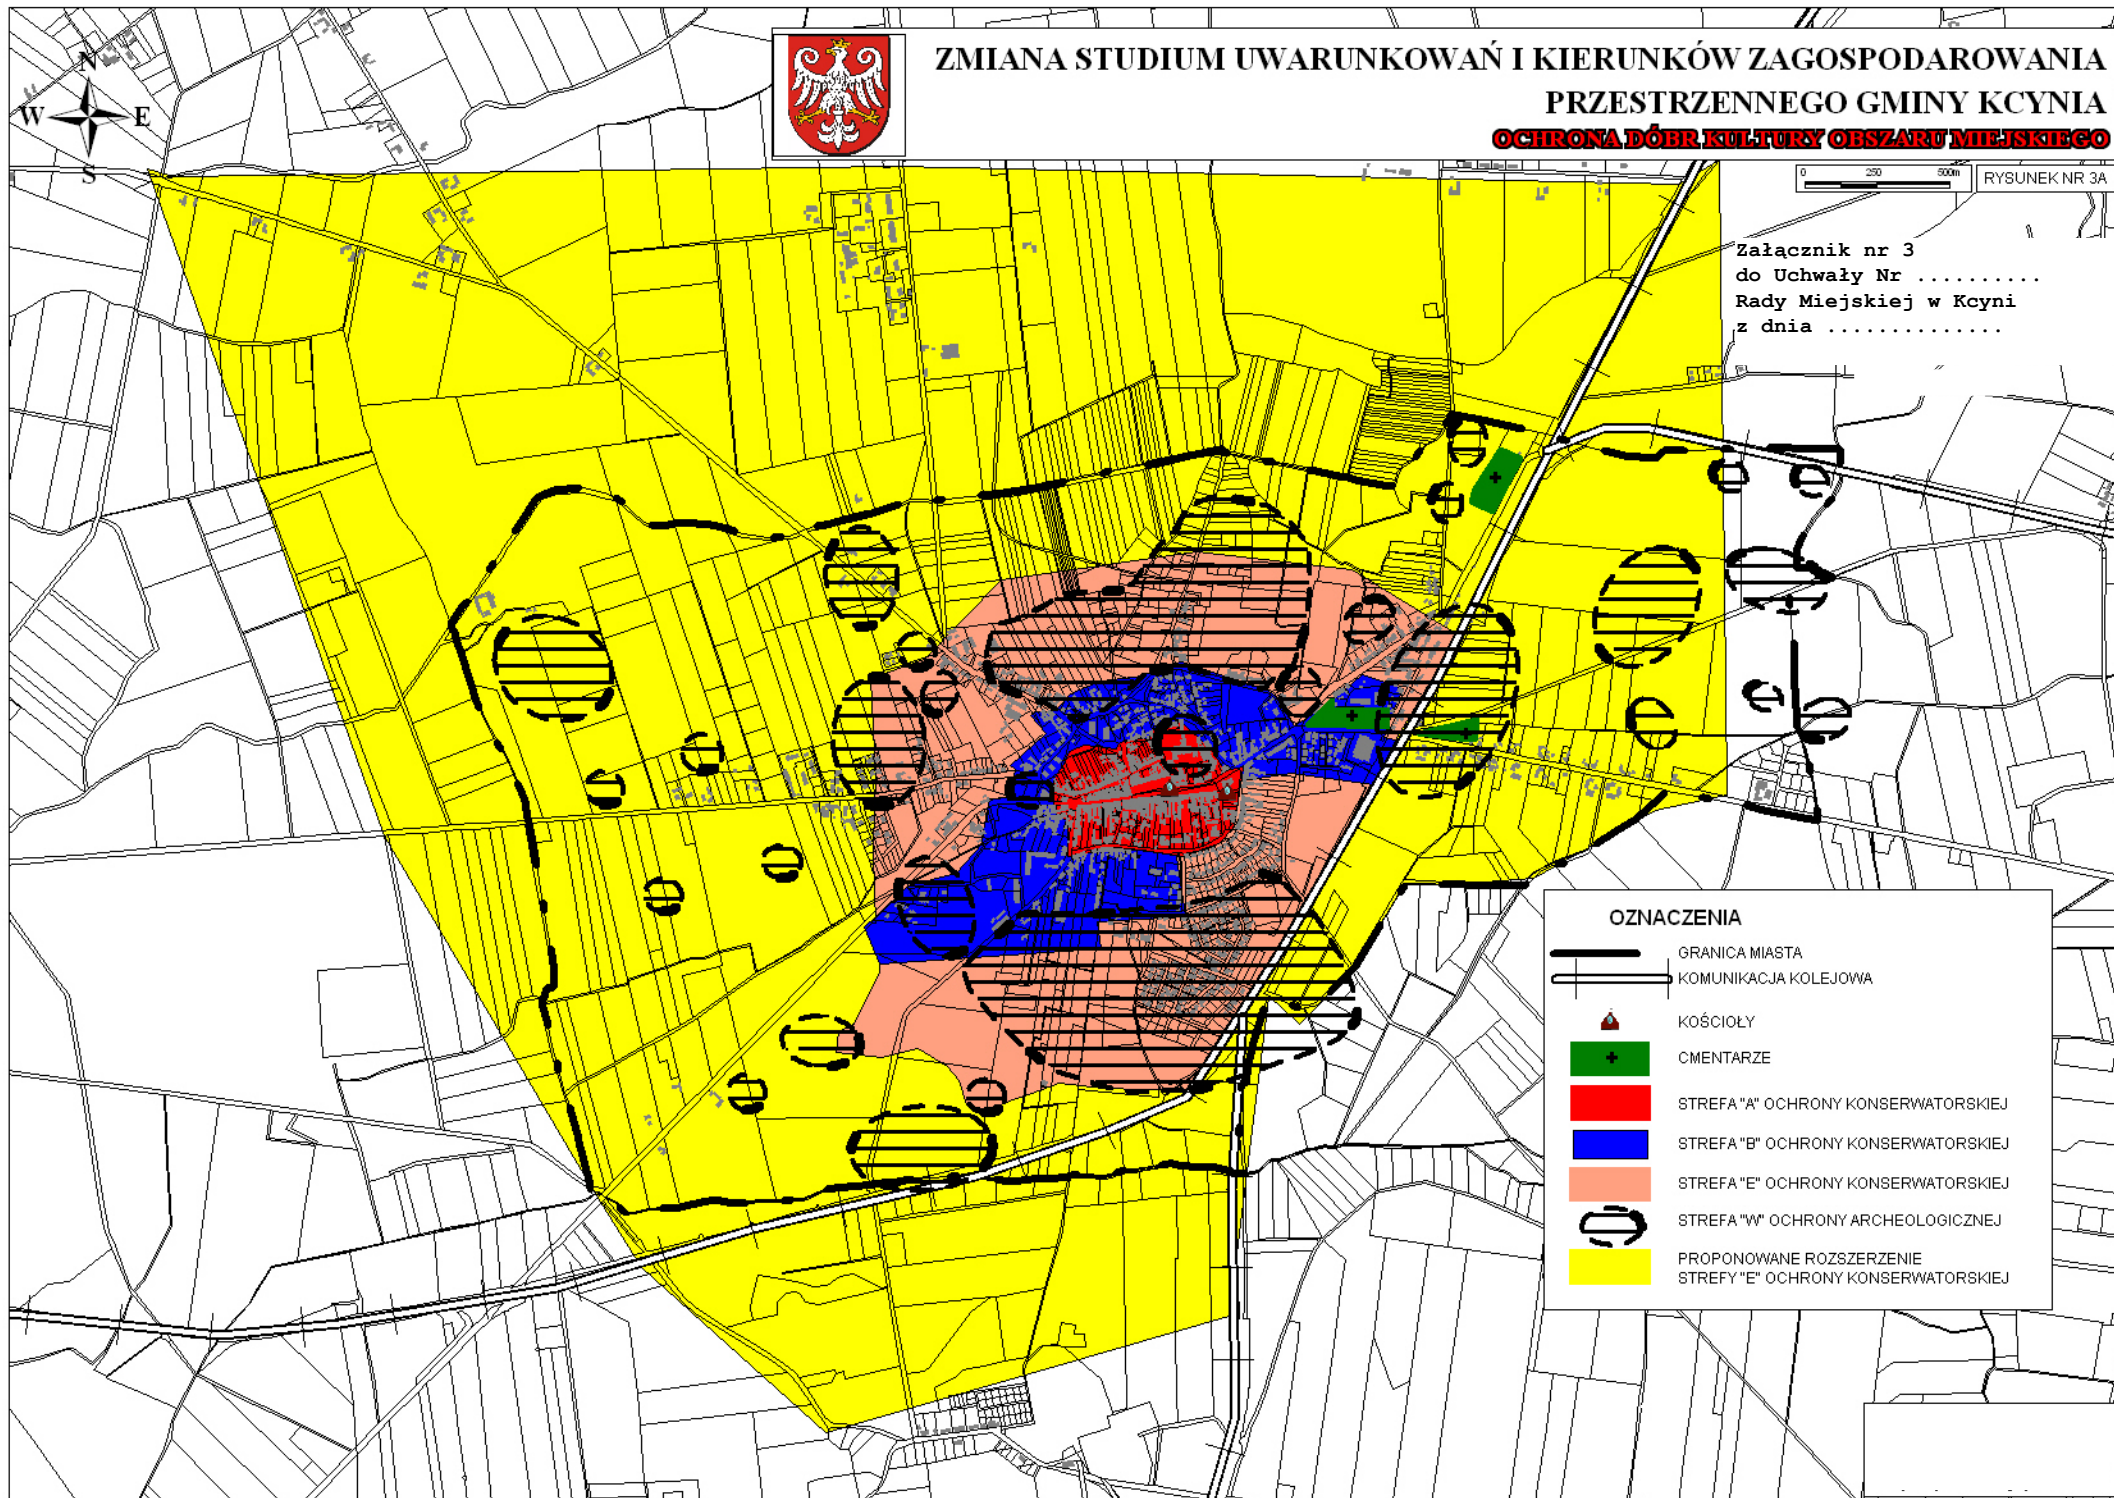 N
W E
S
ZMIANA STUDIUM UWARUNKOWAŃ I KIERUNKÓW ZAGOSPODAROWANIA
PRZESTRZENNEGO GMINY KCYNIA
OCHRONA DÓBR KULTURY OBSZARU MIEJSKIEGO
0 250 500m
RYSUNEK NR 3A
Załącznik nr 3
do Uchwały Nr ..........
Rady Miejskiej w Kcyni
z dnia ..............
OZNACZENIA
GRANICA MIASTA
KOMUNIKACJA KOLEJOWA
KOŚCIOŁY
CMENTARZE
STREFA "A" OCHRONY KONSERWATORSKIEJ
STREFA "B" OCHRONY KONSERWATORSKIEJ
STREFA "E" OCHRONY KONSERWATORSKIEJ
STREFA "W" OCHRONY ARCHEOLOGICZNEJ
PROPONOWANE ROZSZERZENIE
STREFY "E" OCHRONY KONSERWATORSKIEJ